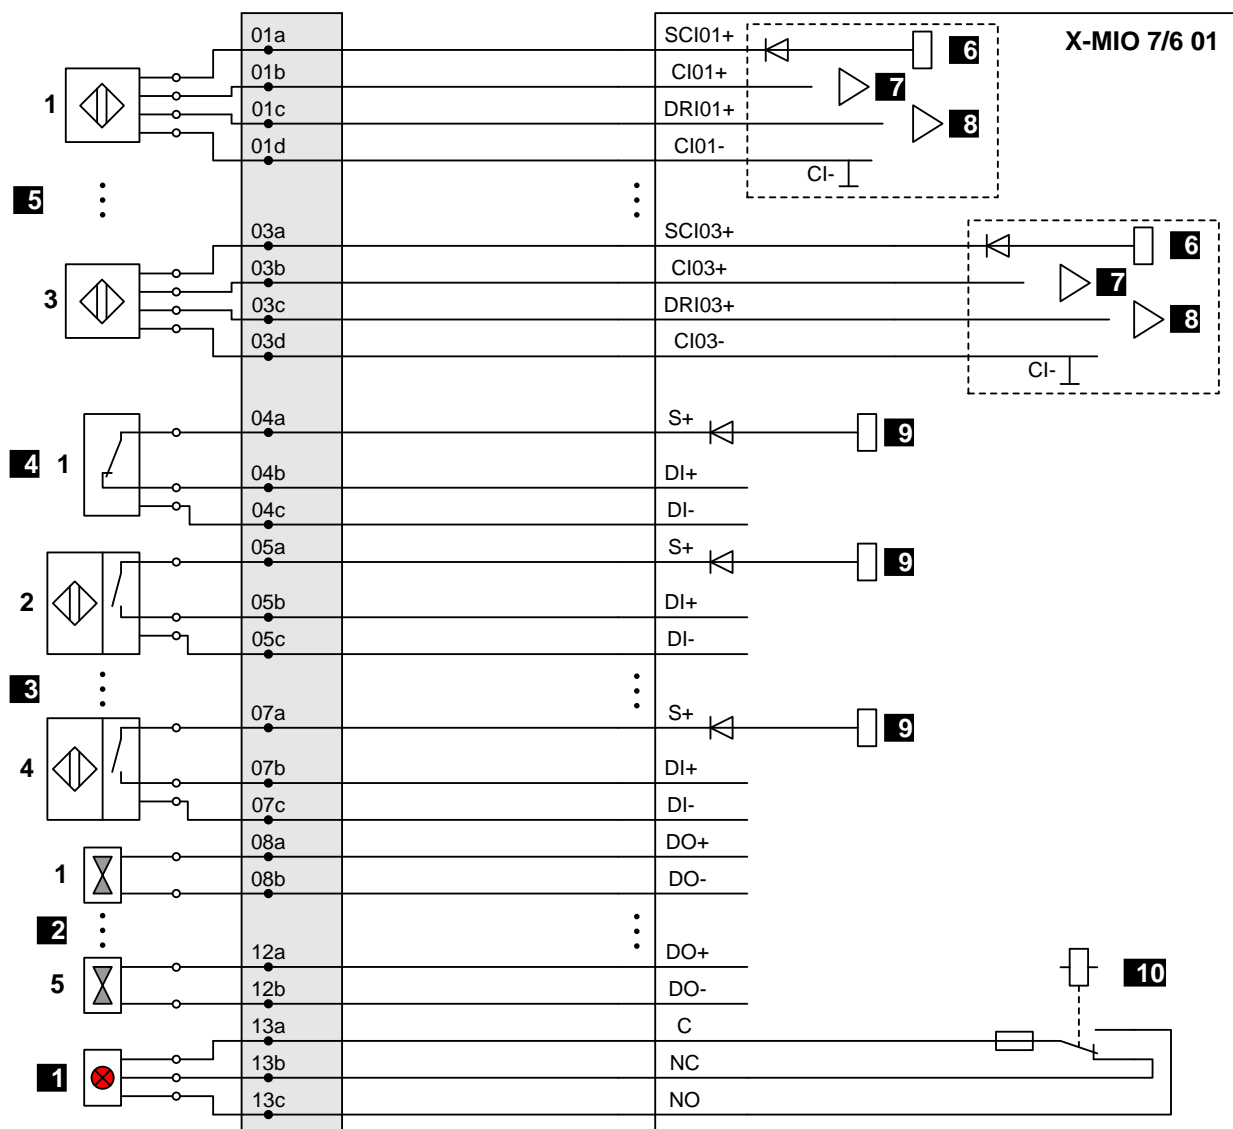 01a SCI01+ X-MIO 7/6 01
6
01b CI01+
1 7
01c DRI01+
8
01d CI01-
CI-
5
03a SCI03+
6
03b CI03+
7
3
03c DRI03+
8
03d CI03-
CI-
04a S+
9
4 1
04b DI+
04c DI-
05a S+
9
2
05b DI+
05c DI-
3
07a S+
9
4
07b DI+
07c DI-
08a DO+
1
08b DO-
2
12a DO+
10
5
12b DO-
13a C
13b NC
1
13c NO